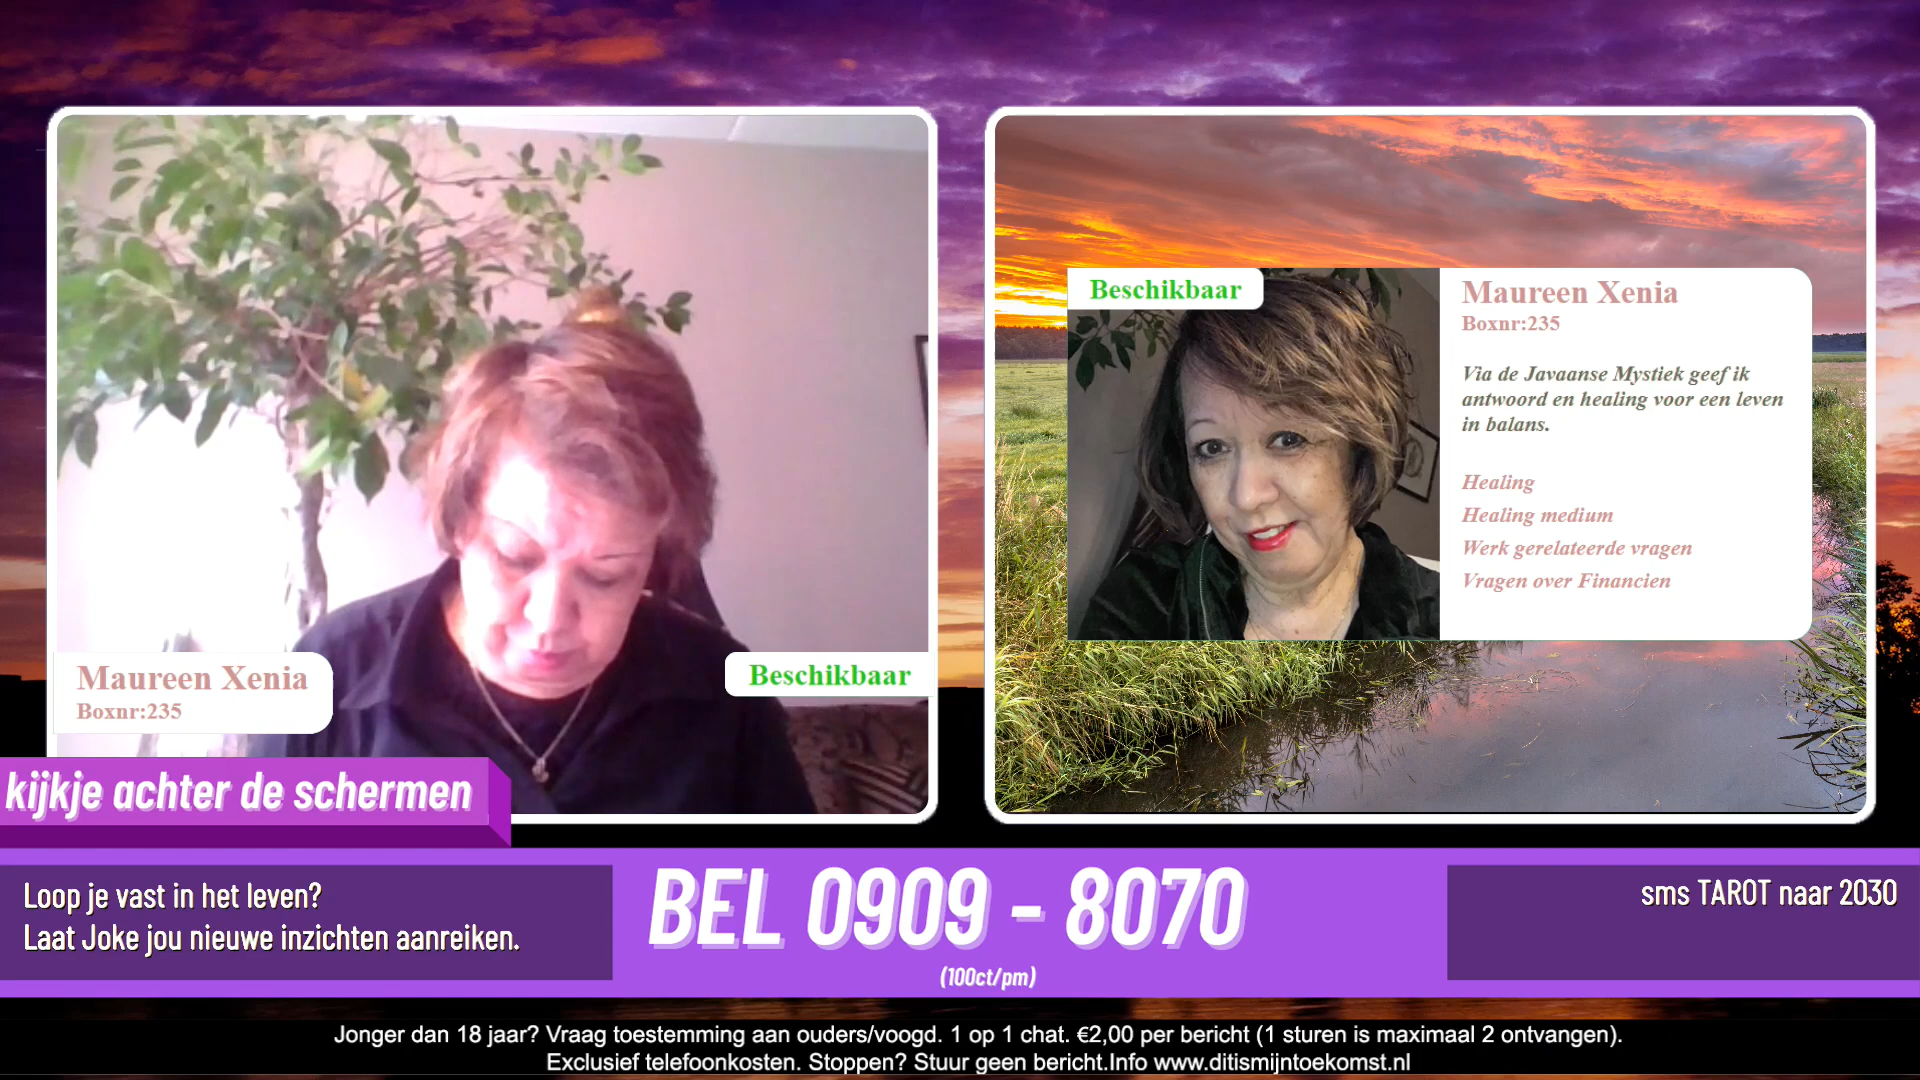 Maureen Xenia
Boxnr:235
Beschikbaar
Beschikbaar
Maureen Xenia
Boxnr:235
Via de Javaanse Mystiek geef ik
antwoord en healing voor een leven
in balans.
Healing
Healing medium
Werk gerelateerde vragen
Vragen over Financien
kijkje achter de schermen
Loop je vast in het leven?
Laat Joke jou nieuwe inzichten aanreiken.
BEL 0909 - 8070
(100ct/pm)
sms TAROT naar 2030
Jonger dan 18 jaar? Vraag toestemming aan ouders/voogd. 1 op 1 chat. €2,00 per bericht (1 sturen is maximaal 2 ontvangen).
Exclusief telefoonkosten. Stoppen? Stuur geen bericht.Info www.ditismijntoekomst.nl